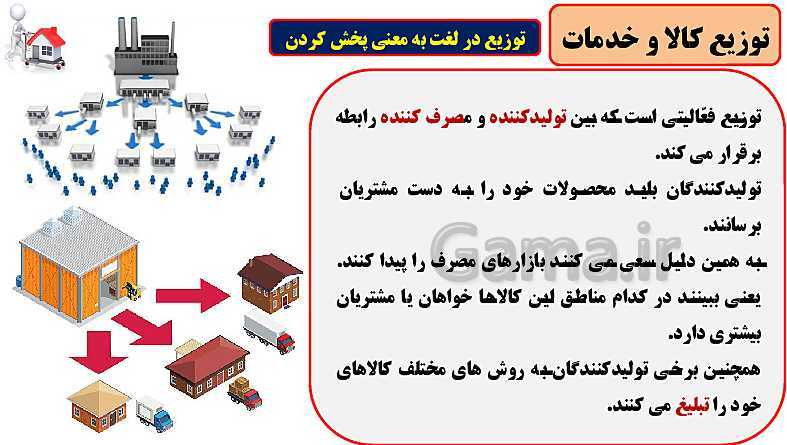 توزیع کالا و خدمات
توزیع در لغت به معنی پخش کردن
توزیع فعّالیتی است که بین تولیدکننده و مصرف کننده رابطه
برقرار می کند.
تولیدکنندگان باید محصولات خود را به دست مشتریان
برسانند.
به همین دلیل سعی می کنند بازارهای مصرف را پیدا کنند.
یعنی ببینند در کدام مناطق این کالاها خواهان یا مشتریان
بیشتری دارد.
همچنین برخی تولیدکنندگان به روش های مختلف کالاهای
خود را تبلیغ می کنند.
Gama.ir